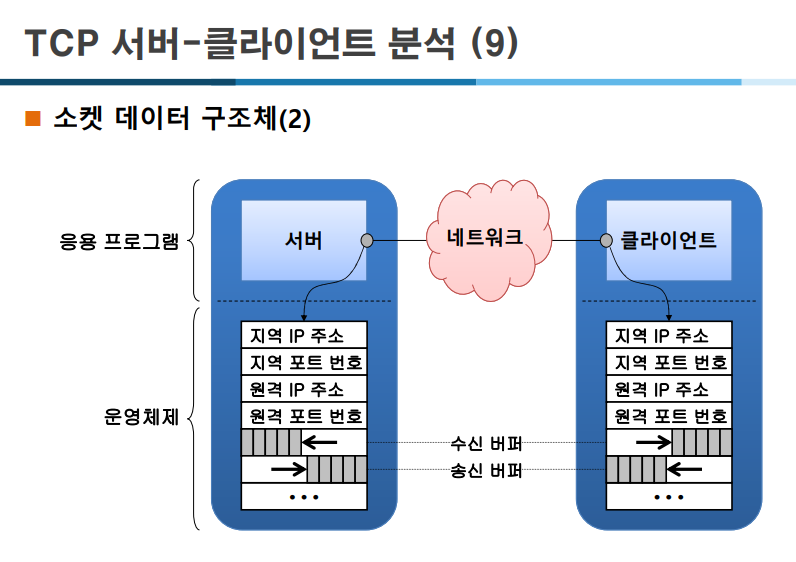 TCP 서버-클라이언트 분석 (9)
소켓 데이터 구조체(2)
응용 프로그램
서버
네트워크
클라이언트
운영체제
지역 IP 주소
지역 포트 번호
원격 IP 주소
원격 포트 번호
• • •
수신 버퍼
송신 버퍼
지역 IP 주소
지역 포트 번호
원격 IP 주소
원격 포트 번호
• • •